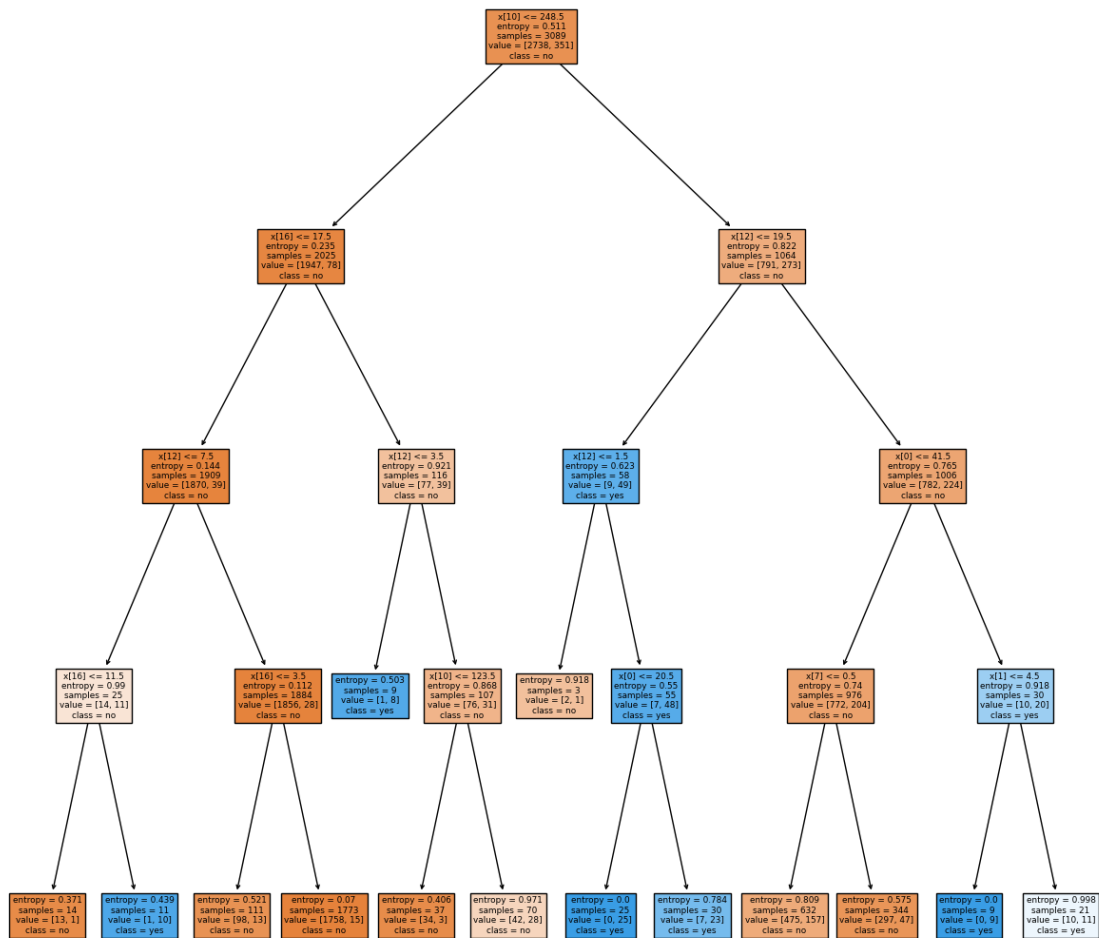 x[10] <= 248.5
entropy = 0.511
samples = 3089
value = [2738, 351]
class = no
x[16] <= 17.5
entropy = 0.235
samples = 2025
value = [1947, 78]
class = no
x[12] <= 19.5
entropy = 0.822
samples = 1064
value = [791, 273]
class = no
x[12] <= 7.5
entropy = 0.144
samples = 1909
value = [1870, 39]
class = no
x[12] <= 3.5
entropy = 0.921
samples = 116
value = [77, 39]
class = no
x[12] <= 1.5
entropy = 0.623
samples = 58
value = [9, 49]
class = yes
x[0] <= 41.5
entropy = 0.765
samples = 1006
value = [782, 224]
class = no
x[16] <= 11.5
entropy = 0.99
samples = 25
value = [14, 11]
class = no
x[16] <= 3.5
entropy = 0.112
samples = 1884
value = [1856, 28]
class = no
entropy = 0.503
samples = 9
value = [1, 8]
class = yes
x[10] <= 123.5
entropy = 0.868
samples = 107
value = [76, 31]
class = no
entropy = 0.918
samples = 3
value = [2, 1]
class = no
x[0] <= 20.5
entropy = 0.55
samples = 55
value = [7, 48]
class = yes
x[7] <= 0.5
entropy = 0.74
samples = 976
value = [772, 204]
class = no
x[1] <= 4.5
entropy = 0.918
samples = 30
value = [10, 20]
class = yes
entropy = 0.371
samples = 14
value = [13, 1]
class = no
entropy = 0.439
samples = 11
value = [1, 10]
class = yes
entropy = 0.521
samples = 111
value = [98, 13]
class = no
entropy = 0.07
samples = 1773
value = [1758, 15]
class = no
entropy = 0.406
samples = 37
value = [34, 3]
class = no
entropy = 0.971
samples = 70
value = [42, 28]
class = no
entropy = 0.0
samples = 25
value = [0, 25]
class = yes
entropy = 0.784
samples = 30
value = [7, 23]
class = yes
entropy = 0.809
samples = 632
value = [475, 157]
class = no
entropy = 0.575
samples = 344
value = [297, 47]
class = no
entropy = 0.0
samples = 9
value = [0, 9]
class = yes
entropy = 0.998
samples = 21
value = [10, 11]
class = yes